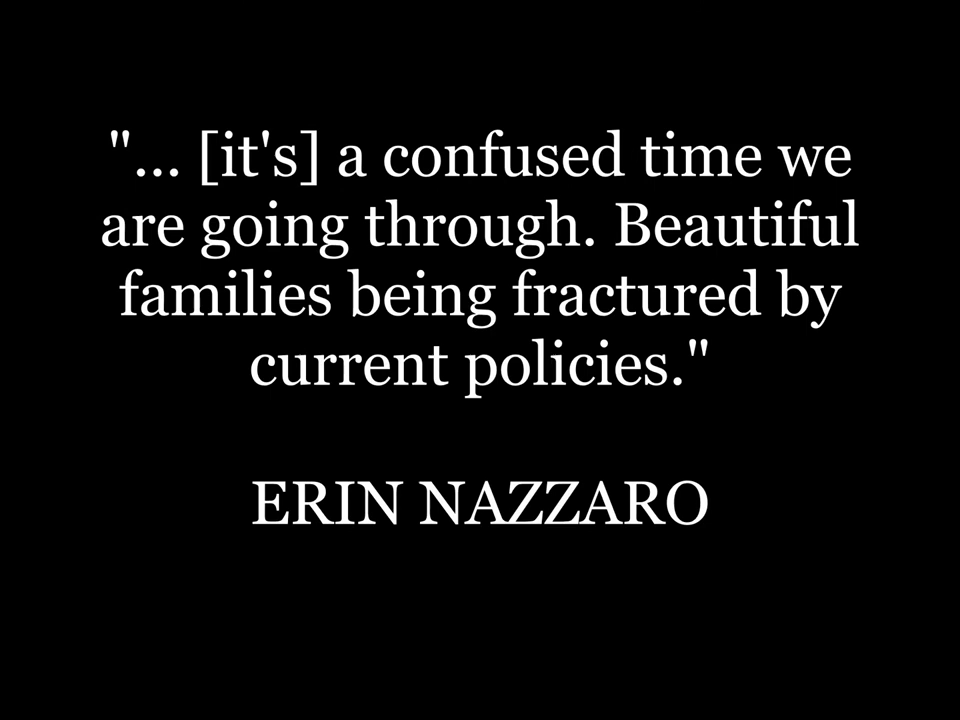 "... [it's] a confused time we
are going through. Beautiful
families being fractured by
current policies."
ERIN NAZZARO